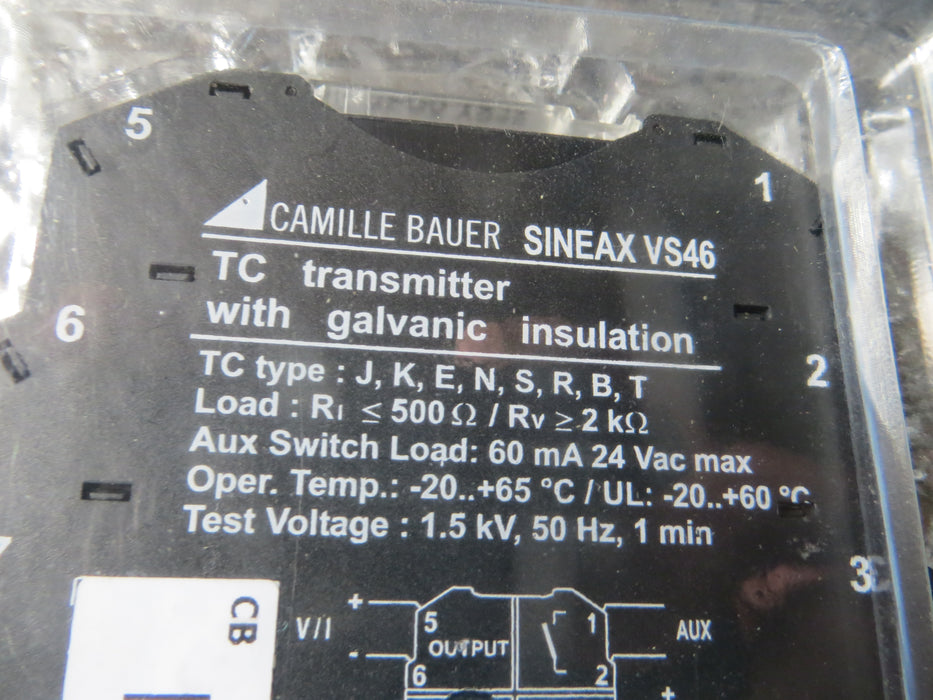 5
1
CAMILLE BAUER SINEAX VS46
TC transmitter
with galvanic insulation
6
2
TC type : J, K, E, N, S, R, B, T
Load : RI ≤ 500 Ω / RV ≥ 2 kΩ
Aux Switch Load: 60 mA 24 Vac max
Oper. Temp.: -20..+65 °C / UL: -20..+60 °C
Test Voltage : 1.5 kV, 50 Hz, 1 min
3
CB
+
V / I
-
5
OUTPUT
6
1
2
AUX
+